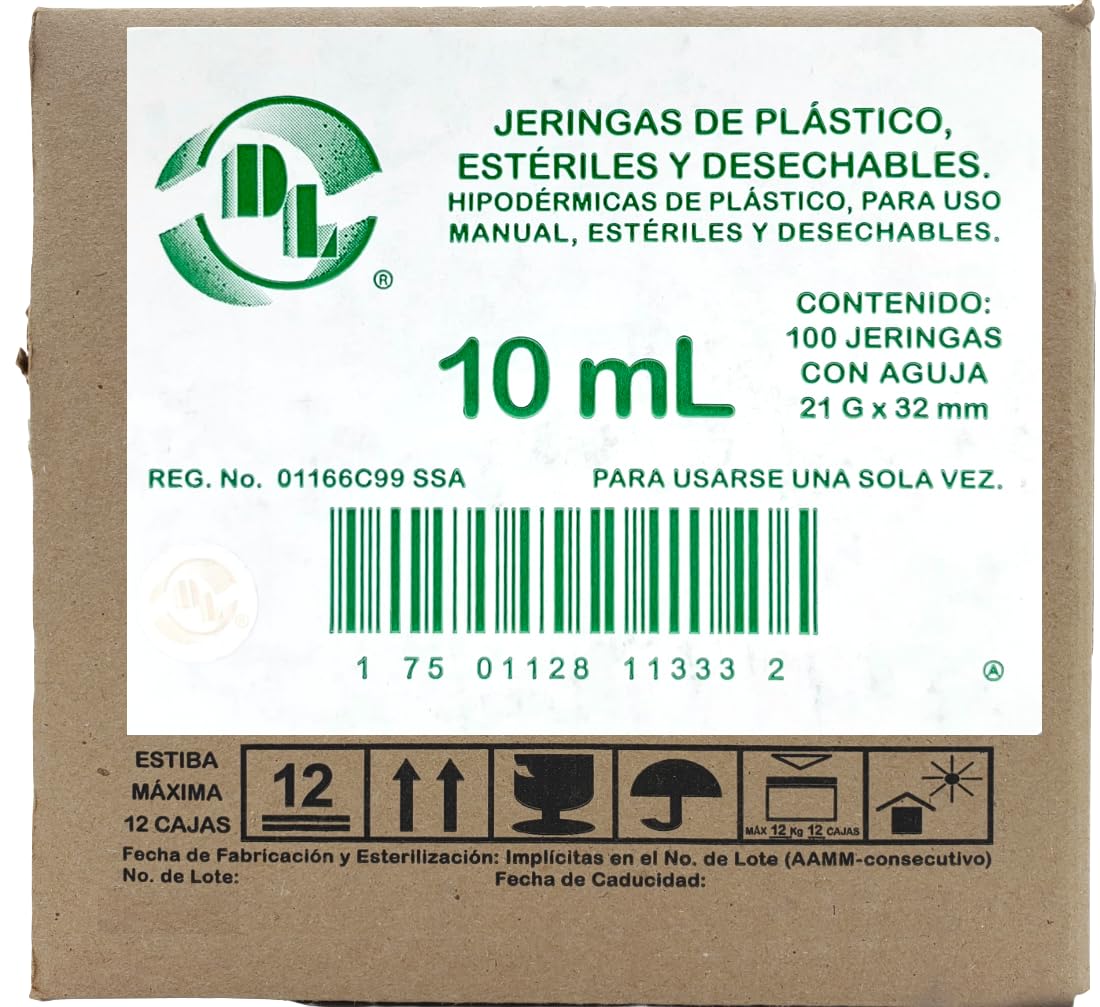 DL
®
JERINGAS DE PLÁSTICO,
ESTÉRILES Y DESECHABLES.
HIPODÉRMICAS DE PLÁSTICO, PARA USO
MANUAL, ESTÉRILES Y DESECHABLES.
10 mL
CONTENIDO:
100 JERINGAS
CON AGUJA
21 G x 32 mm
REG. No. 01166C99 SSA
PARA USARSE UNA SOLA VEZ.
DL
®
1 75 01128 11333 2
A
ESTIBA
MÁXIMA
12 CAJAS
12
MÁX 12 Kg 12 CAJAS
Fecha de Fabricación y Esterilización: Implícitas en el No. de Lote (AAMM-consecutivo)
No. de Lote:
Fecha de Caducidad: